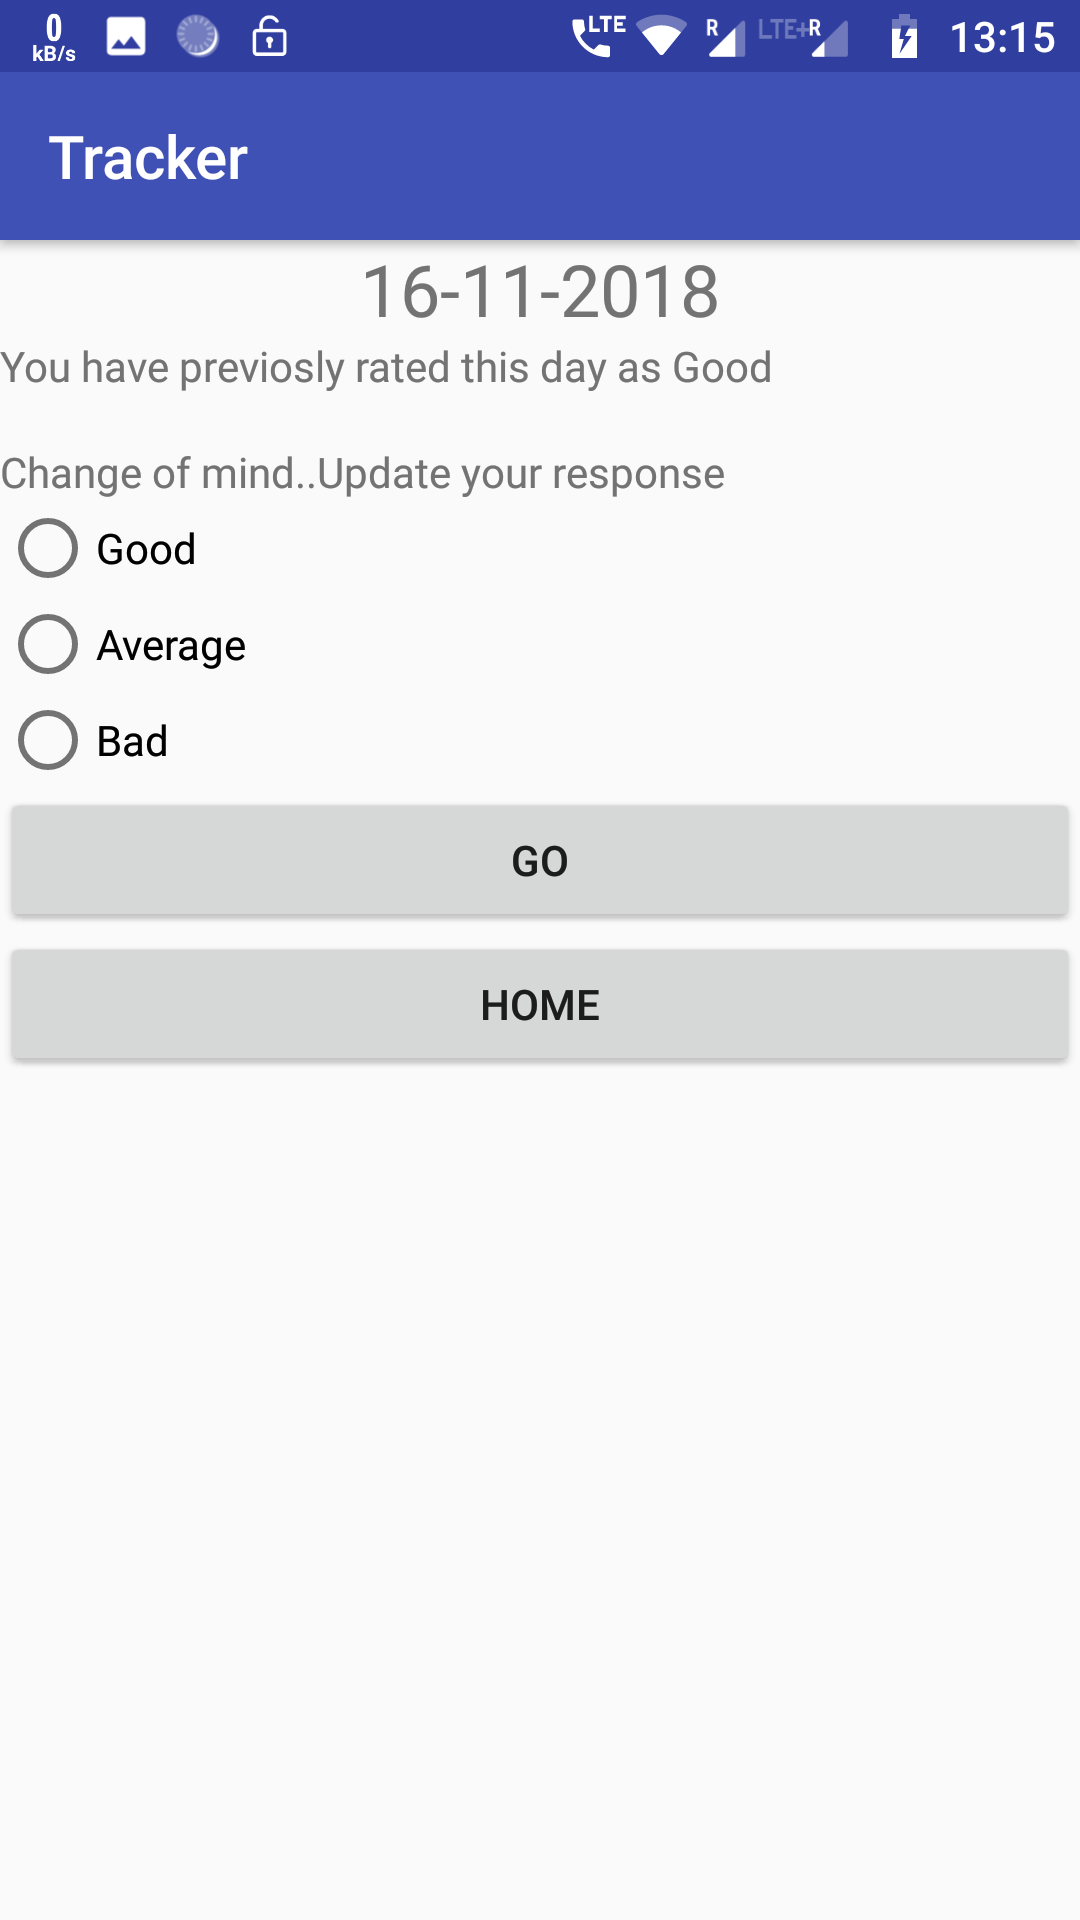 0
kB/s
LTE
R
LTE+
R
13:15
Tracker
16-11-2018
You have previosly rated this day as Good
Change of mind..Update your response
Good
Average
Bad
GO
HOME